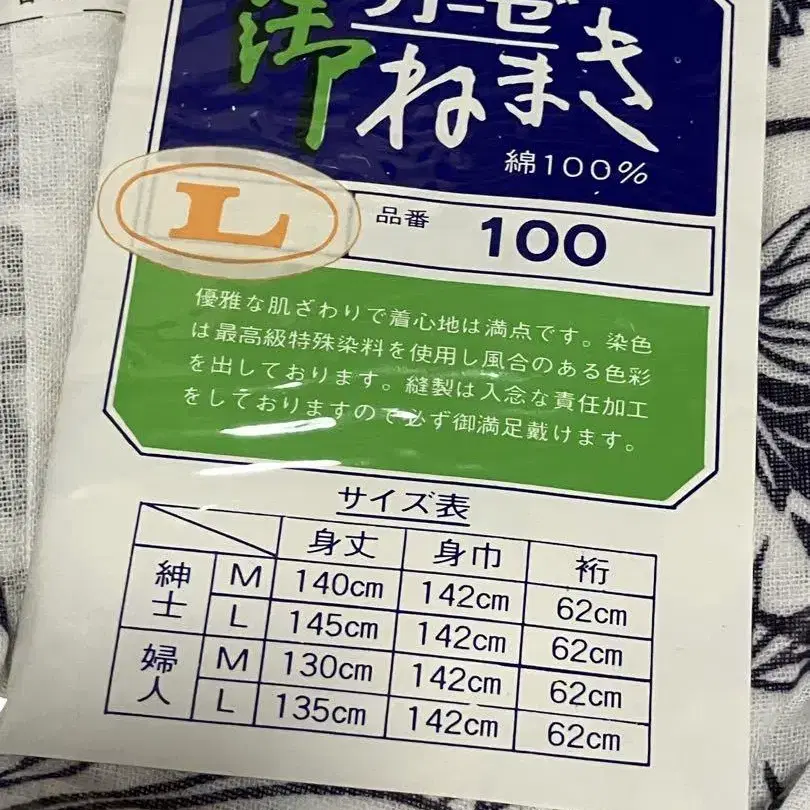 御
ガーゼ
ねまき
綿100%
L
品番 100
優雅な肌ざわりで着心地は満点です。染色
は最高級特殊染料を使用し風合のある色彩
を出しております。縫製は入念な責任加工
をしておりますので必ず御満足戴けます。
サイズ表
身丈 身巾 裄
紳士 M 140cm 142cm 62cm
L 145cm 142cm 62cm
婦人 M 130cm 142cm 62cm
L 135cm 142cm 62cm